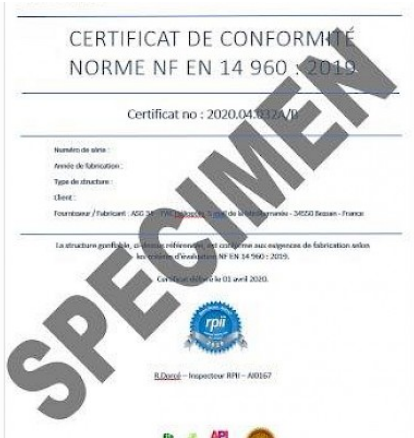 CERTIFICAT DE CONFORMITÉ
NORME NF EN 14 960 : 2019
Certificat no : 2020.04.032A/B
Numéro de série :
Année de fabrication :
Type de structure :
Client :
Fournisseur / Fabricant : ASG 34 - - 34550 Bessan - France
La structure gonflable, ci-dessus référencée, est conforme aux exigences de fabrication selon
les critères d'évaluation NF EN 14 960 : 2019.
Certificat délivré le 01 avril 2020.
SPECIMEN
rpii
R.Dorcé – Inspecteur RPII – AI0167